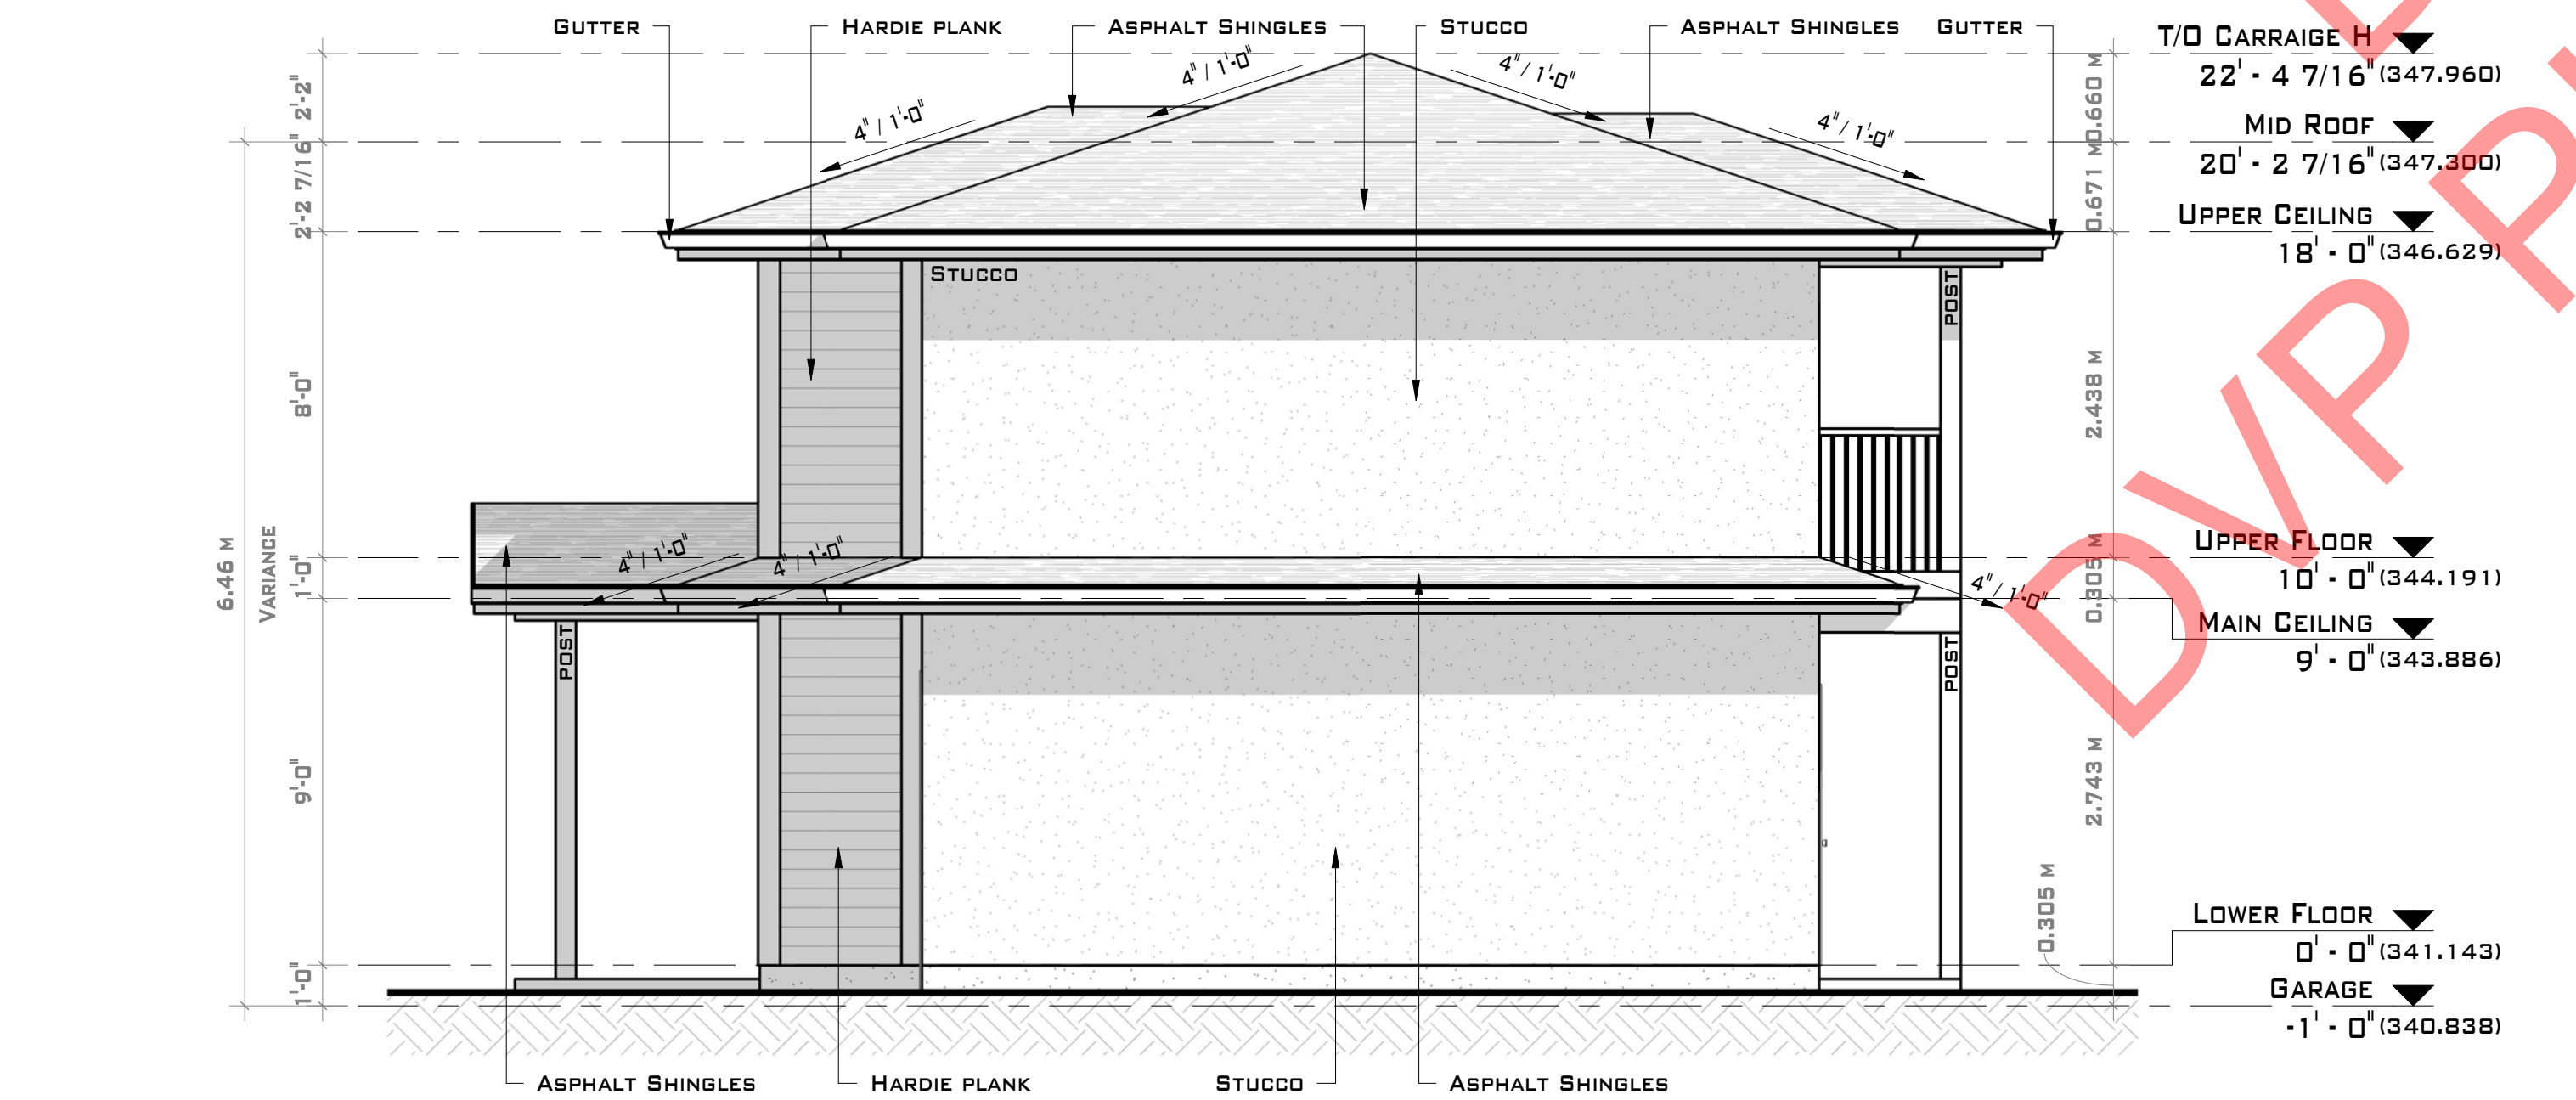 GUTTER
HARDIE PLANK
ASPHALT SHINGLES
STUCCO
ASPHALT SHINGLES
GUTTER
T/O CARRAIGE H
22' - 4 7/16" (347.960)
MID ROOF
20' - 2 7/16" (347.300)
UPPER CEILING
18' - 0" (346.629)
4" / 1'-0"
4" / 1'-0"
4" / 1'-0"
4" / 1'-0"
2'-2"
2'-2 7/16"
8'-0"
1'-0"
9'-0"
1'-0"
6.46 M
VARIANCE
STUCCO
POST
4" / 1'-0"
4" / 1'-0"
4" / 1'-0"
POST
POST
0.660 M
0.671 M
2.438 M
0.305 M
2.743 M
0.305 M
UPPER FLOOR
10' - 0" (344.191)
MAIN CEILING
9' - 0" (343.886)
LOWER FLOOR
0' - 0" (341.143)
GARAGE
-1' - 0" (340.838)
ASPHALT SHINGLES
HARDIE PLANK
STUCCO
ASPHALT SHINGLES
DVP